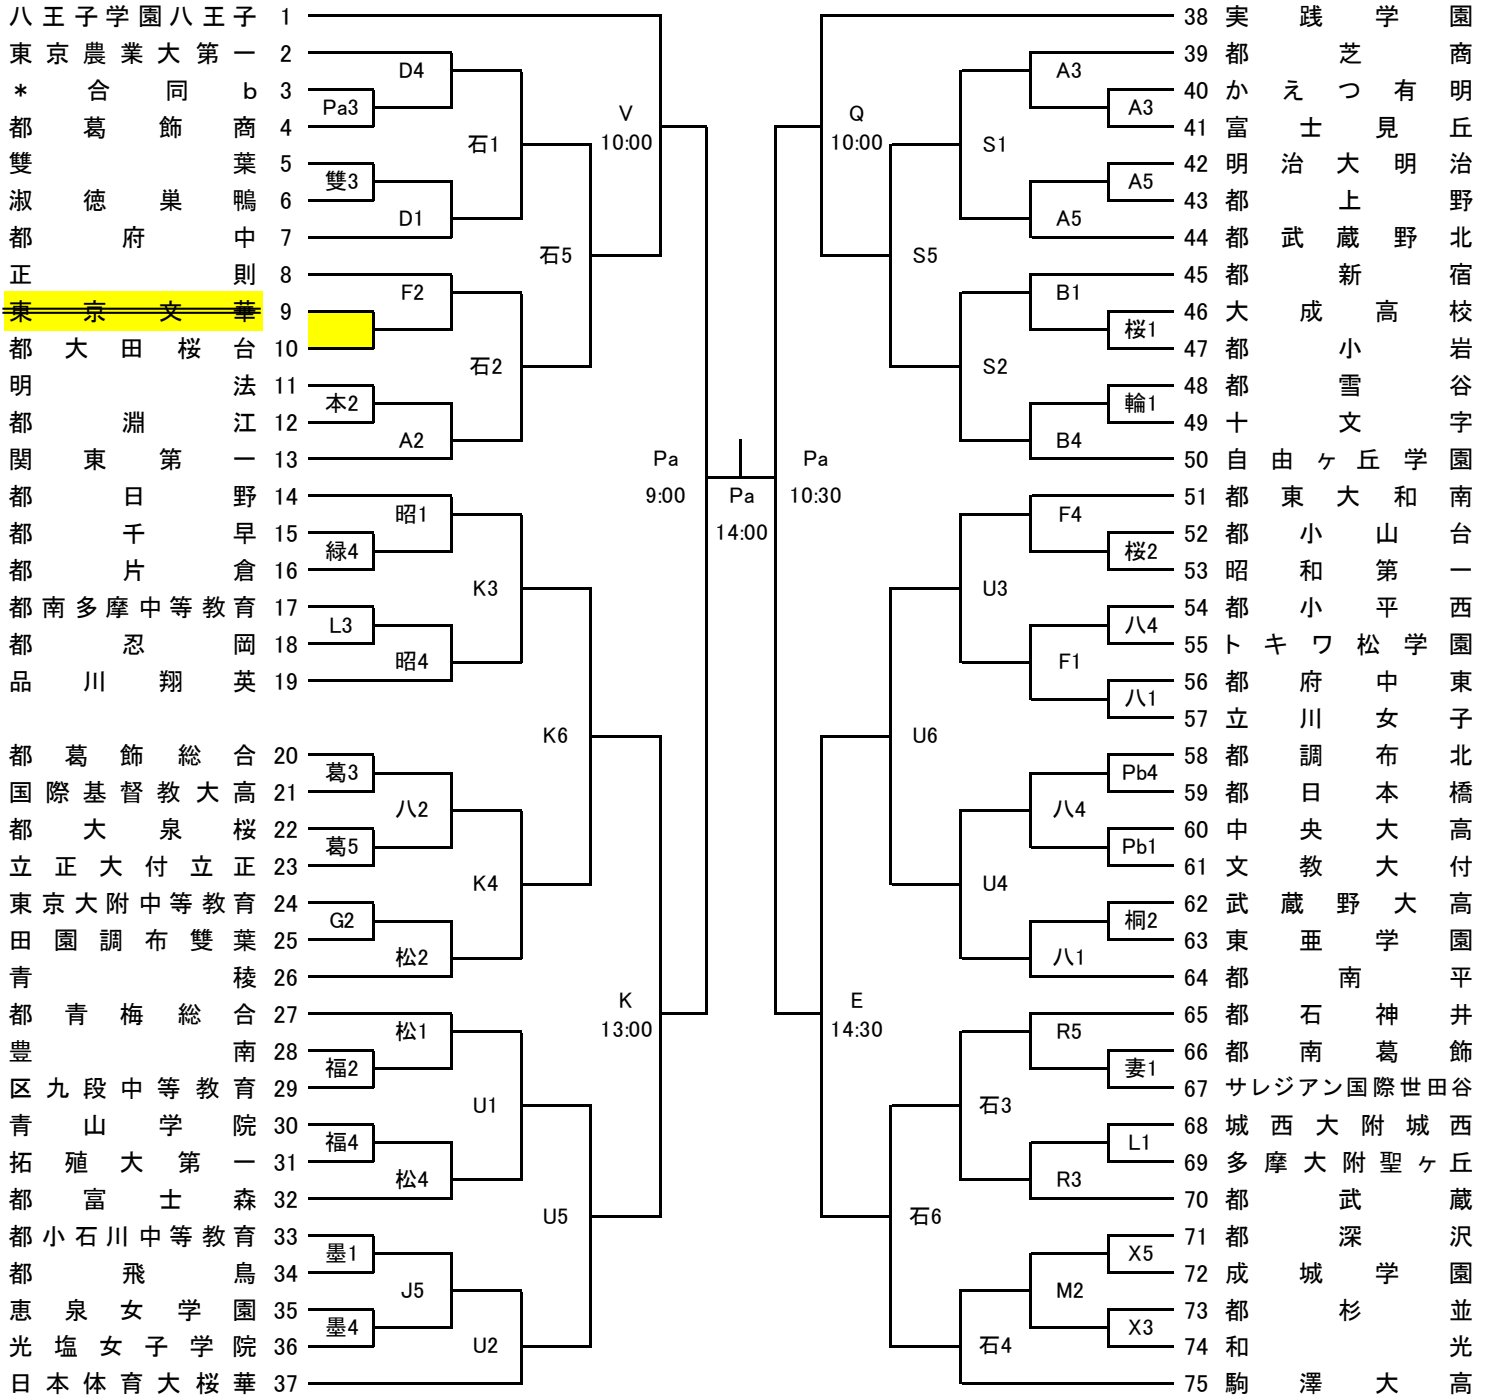 八王子学園八王子 1
東京農業大第一 2
* 合同 b 3
都葛飾商 4
雙葉 5
淑徳巣鴨 6
都府中 7
正則 8
東京文華 9
都大田桜台 10
明法 11
都淵江 12
関東第一 13
都日野 14
都千早 15
都片倉 16
都南多摩中等教育 17
都忍岡 18
品川翔英 19
都葛飾総合 20
国際基督教大高 21
都大泉桜 22
立正大付立正 23
東京大附中等教育 24
田園調布雙葉 25
青稜 26
都青梅総合 27
豊南 28
区九段中等教育 29
青山学院 30
拓殖大第一 31
都富士森 32
都小石川中等教育 33
都飛鳥 34
恵泉女学園 35
光塩女子学院 36
日本体育大桜華 37
D4
Pa3
石1
雙3
D1
石5
F2
石2
本2
A2
V
10:00
昭1
緑4
K3
L3
昭4
K6
葛3
八2
葛5
K4
G2
松2
K
13:00
松1
福2
U1
福4
松4
U5
墨1
J5
墨4
U2
Pa
9:00
Pa
14:00
Pa
10:30
Q
10:00
A3
A3
S1
A5
A5
S5
B1
桜1
S2
輪1
B4
F4
桜2
U3
八4
F1
八1
U6
Pb4
八4
Pb1
U4
桐2
八1
E
14:30
R5
妻1
石3
L1
R3
石6
X5
M2
X3
石4
38 実践学園
39 都芝商
40 かえつ有明
41 富士見丘
42 明治大明治
43 都上野
44 都武蔵野北
45 都新宿
46 大成高校
47 都小岩
48 都雪谷
49 十文字
50 自由ヶ丘学園
51 都東大和南
52 都小山台
53 昭和第一
54 都小平西
55 トキワ松学園
56 都府中東
57 立川女子
58 都調布北
59 都日本橋
60 中央大高
61 文教大付
62 武蔵野大高
63 東亜学園
64 都南平
65 都石神井
66 都南葛飾
67 サレジアン国際世田谷
68 城西大附城西
69 多摩大附聖ヶ丘
70 都武蔵
71 都深沢
72 成城学園
73 都杉並
74 和光
75 駒澤大高